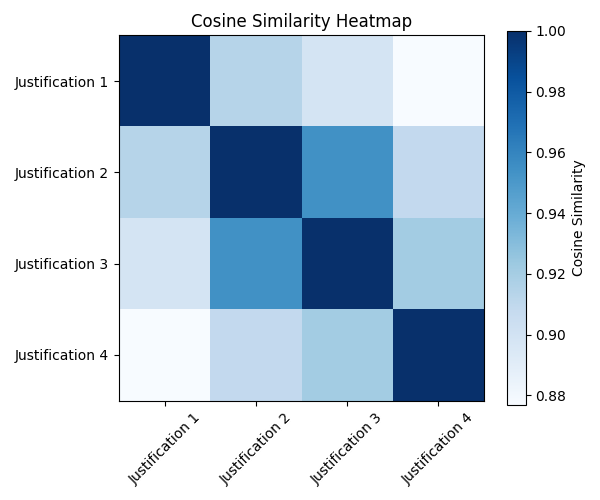 Cosine Similarity Heatmap
Justification 1
Justification 2
Justification 3
Justification 4
Justification 1
Justification 2
Justification 3
Justification 4
1.00
0.98
0.96
0.94
0.92
0.90
0.88
Cosine Similarity